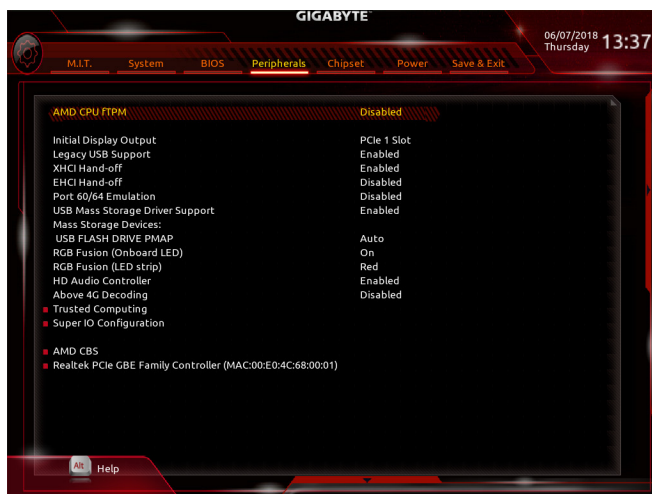 GIGABYTE
06/07/2018 Thursday 13:37
M.I.T. System BIOS Peripherals Chipset Power Save & Exit
AMD CPU fTPM Disabled
Initial Display Output PCIe 1 Slot
Legacy USB Support Enabled
XHCI Hand-off Enabled
EHCI Hand-off Disabled
Port 60/64 Emulation Disabled
USB Mass Storage Driver Support Enabled
Mass Storage Devices:
USB FLASH DRIVE PMAP Auto
RGB Fusion (Onboard LED) On
RGB Fusion (LED strip) Red
HD Audio Controller Enabled
Above 4G Decoding Disabled
Trusted Computing
Super IO Configuration
AMD CBS
Realtek PCIe GBE Family Controller (MAC:00:E0:4C:68:00:01)
Alt Help